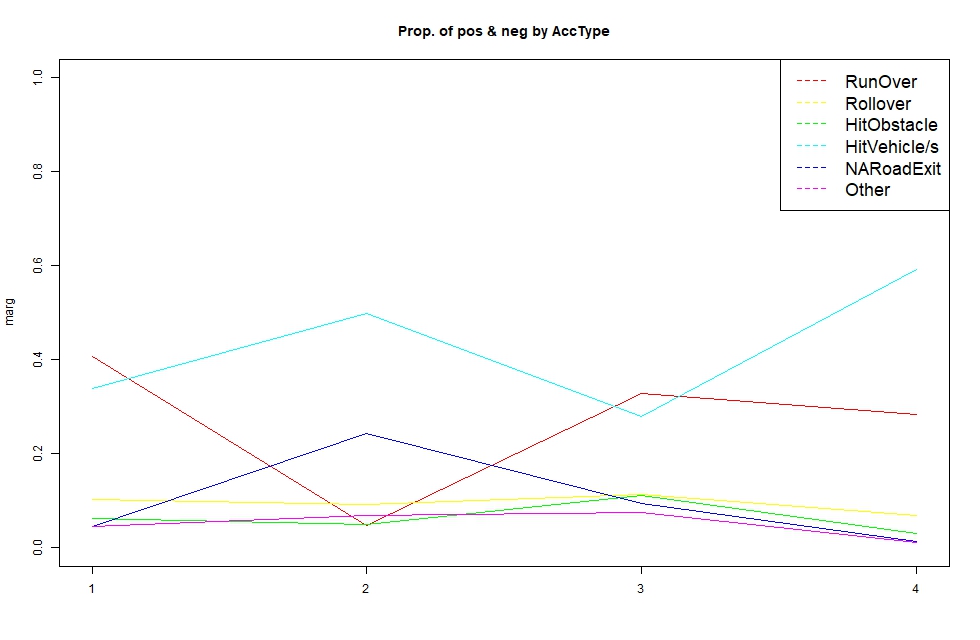 Prop. of pos & neg by AccType
1.0
0.8
0.6
0.4
0.2
0.0
marg
RunOver
Rollover
HitObstacle
HitVehicle/s
NARoadExit
Other
1 2 3 4